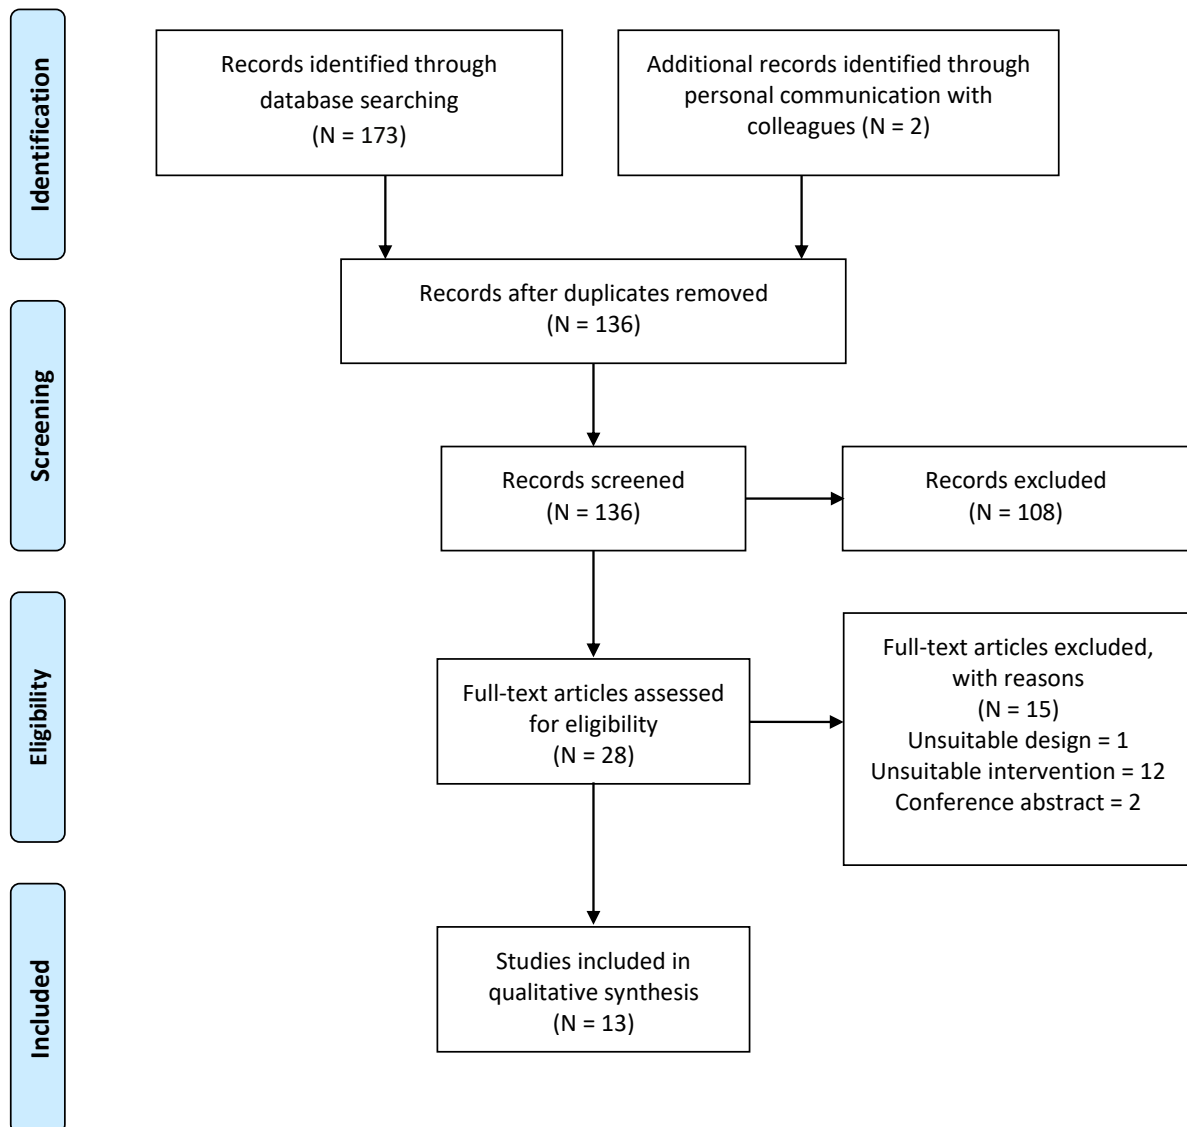 Identification
Records identified through
database searching
(N = 173)
Additional records identified through
personal communication with
colleagues (N = 2)
Records after duplicates removed
(N = 136)
Screening
Records screened
(N = 136)
Records excluded
(N = 108)
Eligibility
Full-text articles assessed
for eligibility
(N = 28)
Full-text articles excluded,
with reasons
(N = 15)
Unsuitable design = 1
Unsuitable intervention = 12
Conference abstract = 2
Included
Studies included in
qualitative synthesis
(N = 13)